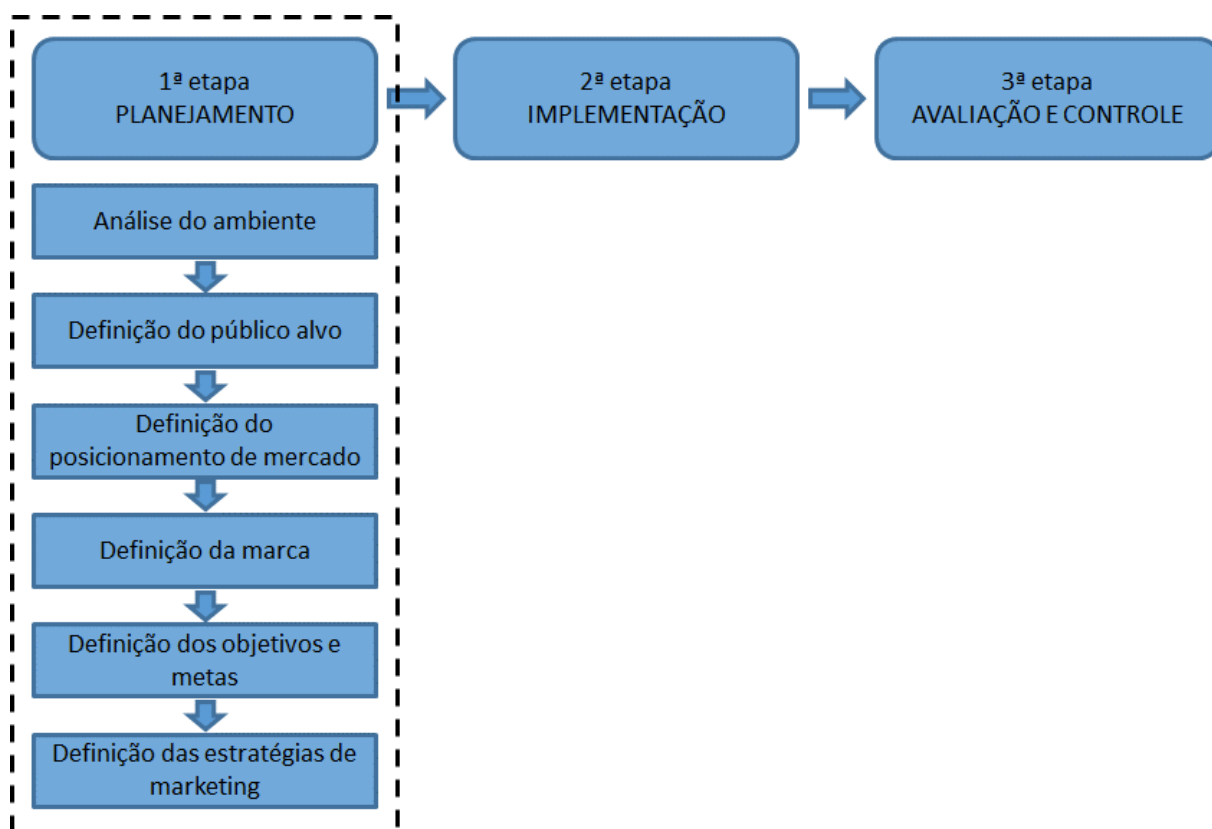 1ª etapa
PLANEJAMENTO
2ª etapa
IMPLEMENTAÇÃO
3ª etapa
AVALIAÇÃO E CONTROLE
Análise do ambiente
Definição do público alvo
Definição do
posicionamento de mercado
Definição da marca
Definição dos objetivos e
metas
Definição das estratégias de
marketing